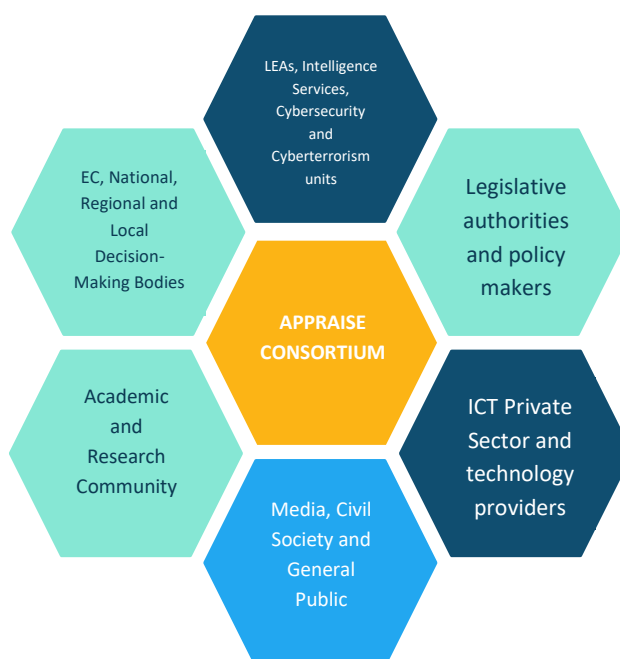 LEAs, Intelligence
Services,
Cybersecurity
and
Cyberterrorism
units
EC, National,
Regional and
Local
Decision-
Making Bodies
Legislative
authorities
and policy
makers
APPRAISE
CONSORTIUM
Academic
and
Research
Community
ICT Private
Sector and
technology
providers
Media, Civil
Society and
General
Public